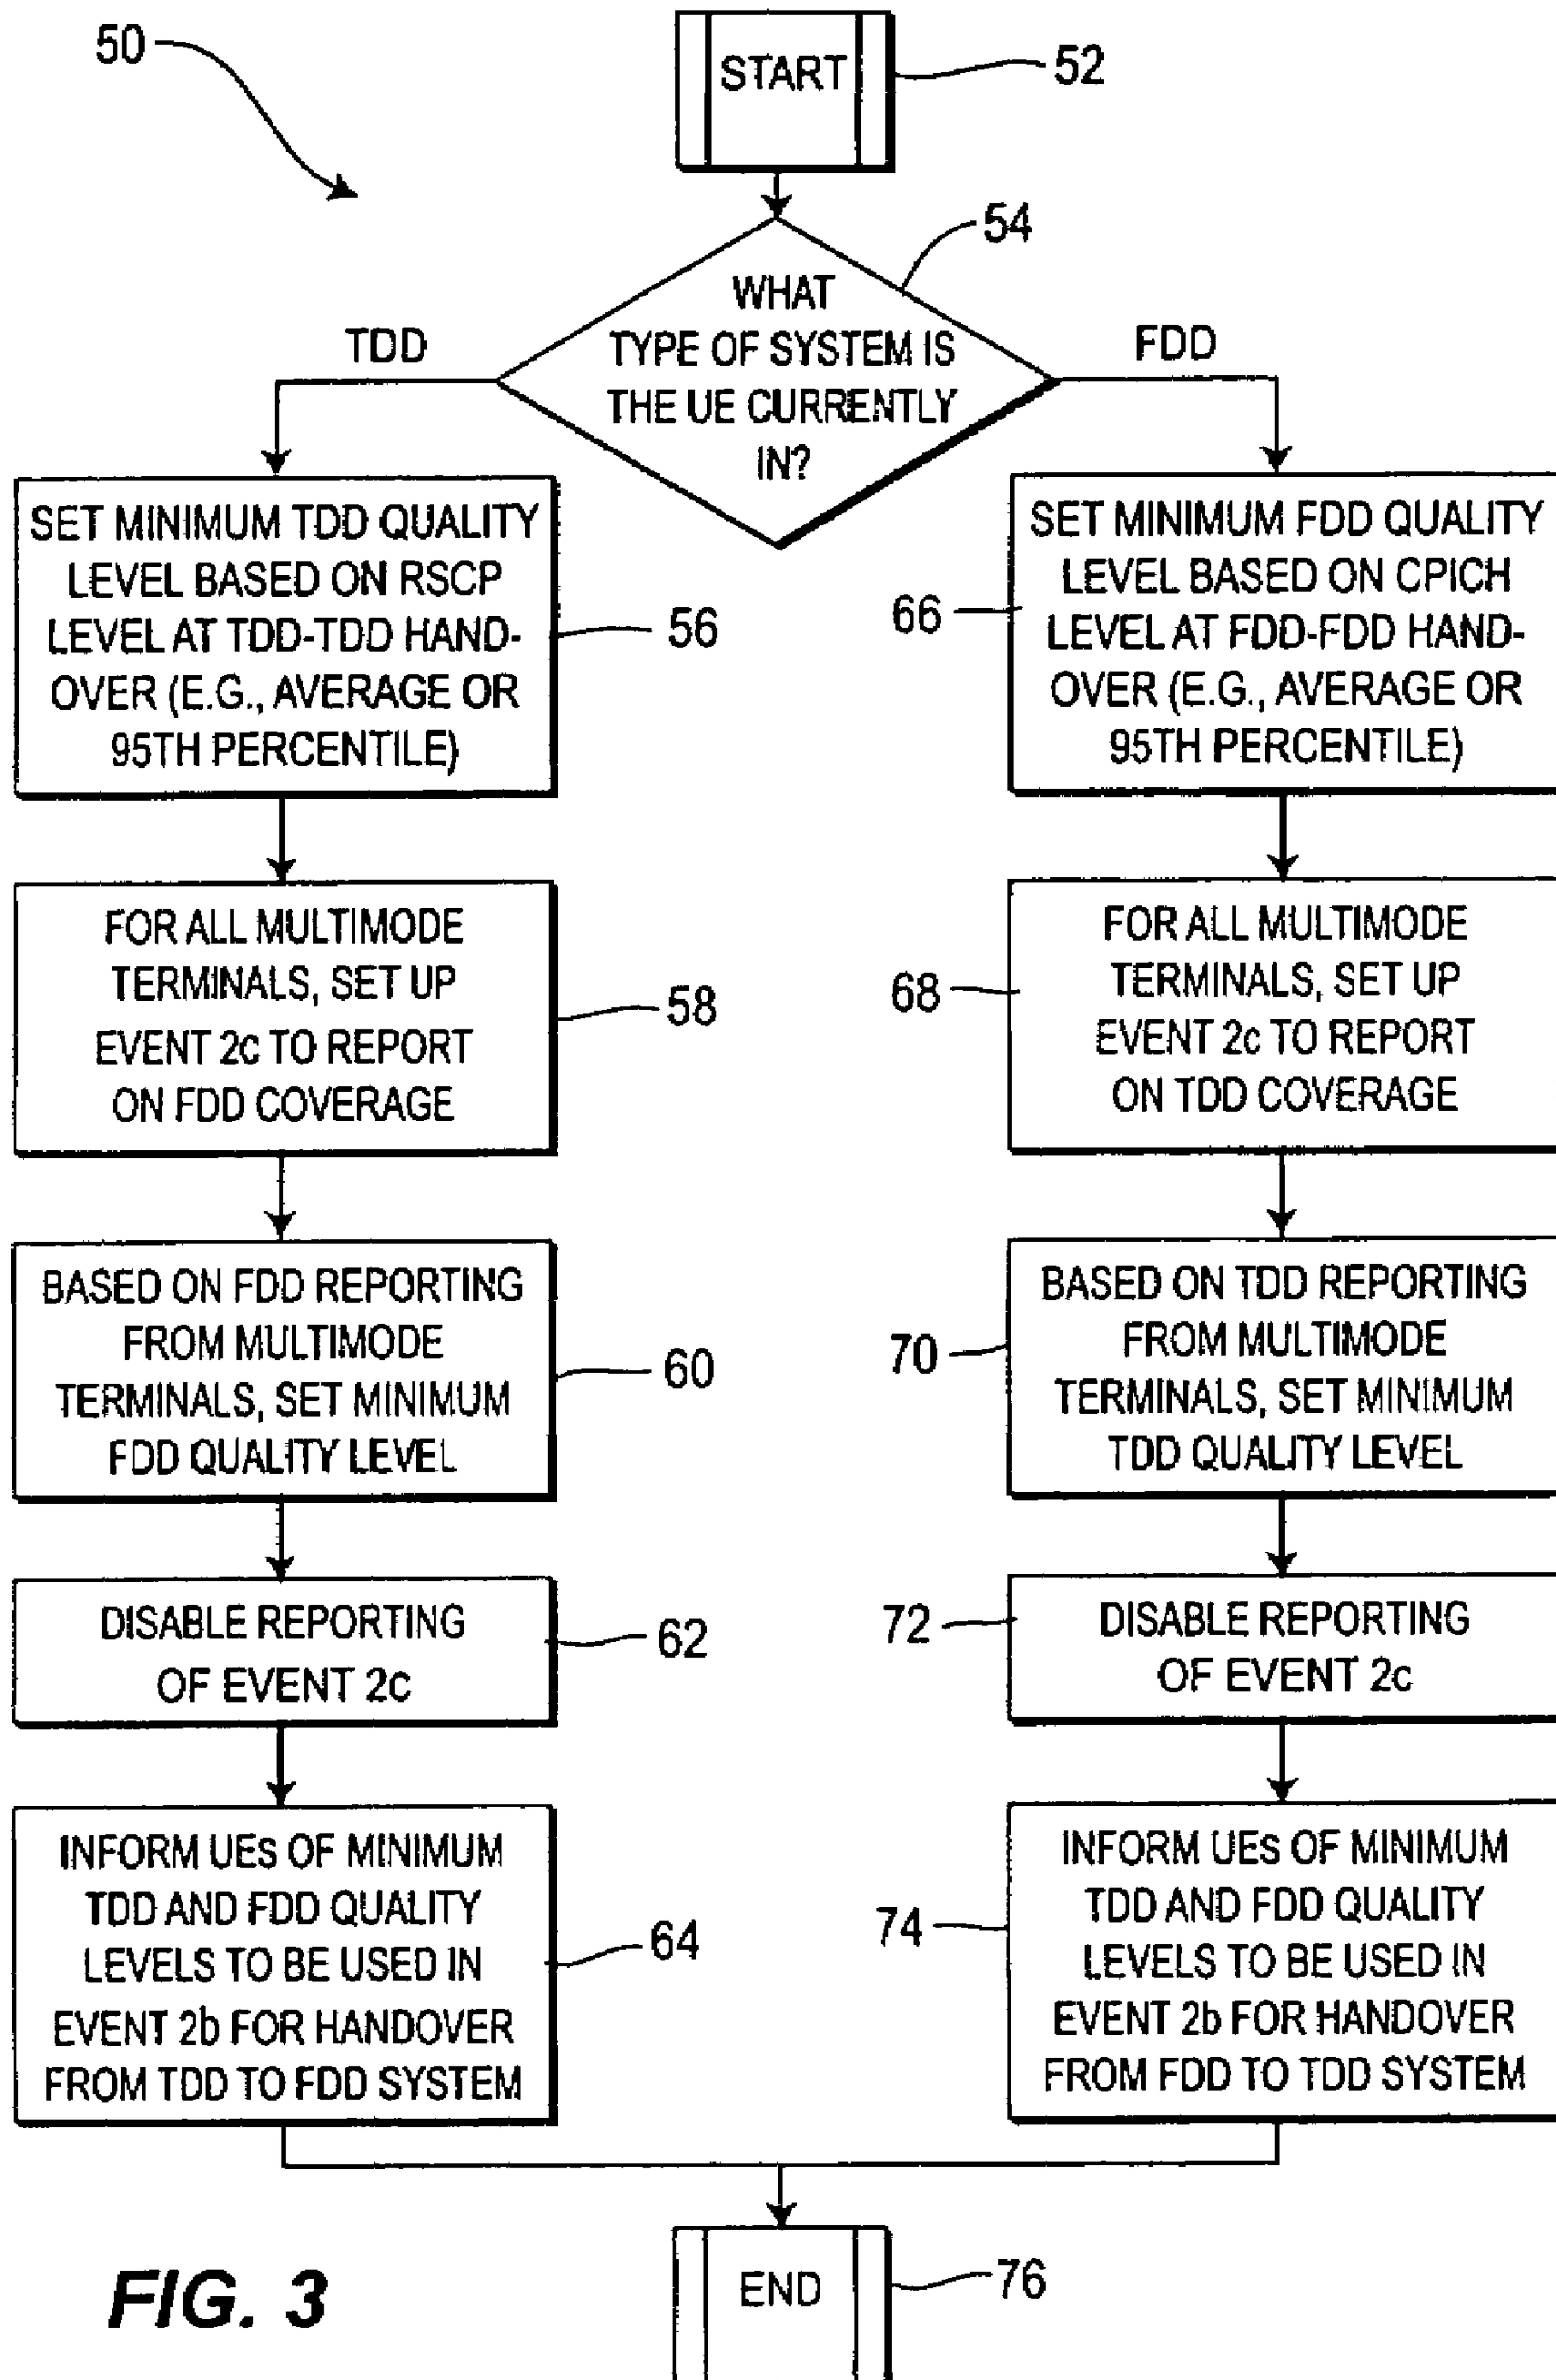 50
START
52
54
WHAT
TYPE OF SYSTEM IS
THE UE CURRENTLY
IN?
TDD
FDD
SET MINIMUM TDD QUALITY
LEVEL BASED ON RSCP
LEVEL AT TDD-TDD HAND-
OVER (E.G., AVERAGE OR
95TH PERCENTILE)
56
FOR ALL MULTIMODE
TERMINALS, SET UP
EVENT 2c TO REPORT
ON FDD COVERAGE
58
BASED ON FDD REPORTING
FROM MULTIMODE
TERMINALS, SET MINIMUM
FDD QUALITY LEVEL
60
DISABLE REPORTING
OF EVENT 2c
62
INFORM UEs OF MINIMUM
TDD AND FDD QUALITY
LEVELS TO BE USED IN
EVENT 2b FOR HANDOVER
FROM TDD TO FDD SYSTEM
64
66
SET MINIMUM FDD QUALITY
LEVEL BASED ON CPICH
LEVEL AT FDD-FDD HAND-
OVER (E.G., AVERAGE OR
95TH PERCENTILE)
68
FOR ALL MULTIMODE
TERMINALS, SET UP
EVENT 2c TO REPORT
ON TDD COVERAGE
70
BASED ON TDD REPORTING
FROM MULTIMODE
TERMINALS, SET MINIMUM
TDD QUALITY LEVEL
72
DISABLE REPORTING
OF EVENT 2c
74
INFORM UEs OF MINIMUM
TDD AND FDD QUALITY
LEVELS TO BE USED IN
EVENT 2b FOR HANDOVER
FROM FDD TO TDD SYSTEM
END
76
FIG. 3